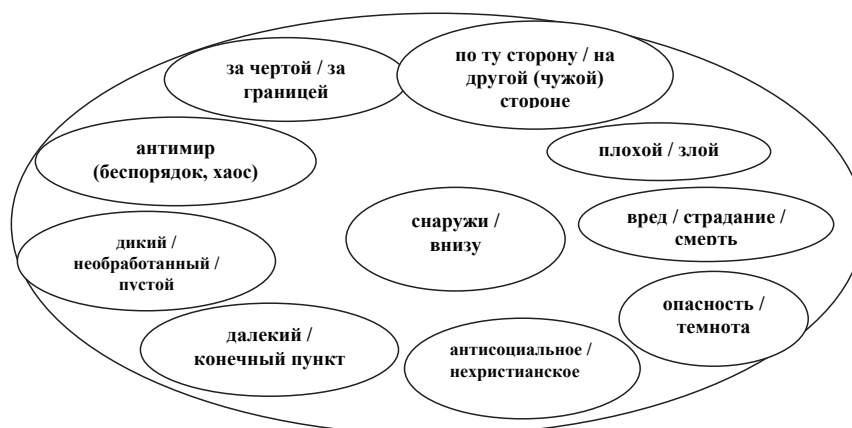 за чертой / за
границей
по ту сторону / на
другой (чужой)
стороне
антимир
(беспорядок, хаос)
плохой / злой
снаружи /
внизу
вред / страдание /
смерть
дикий /
необработанный /
пустой
опасность /
темнота
далекий /
конечный пункт
антисоциальное /
нехристианское